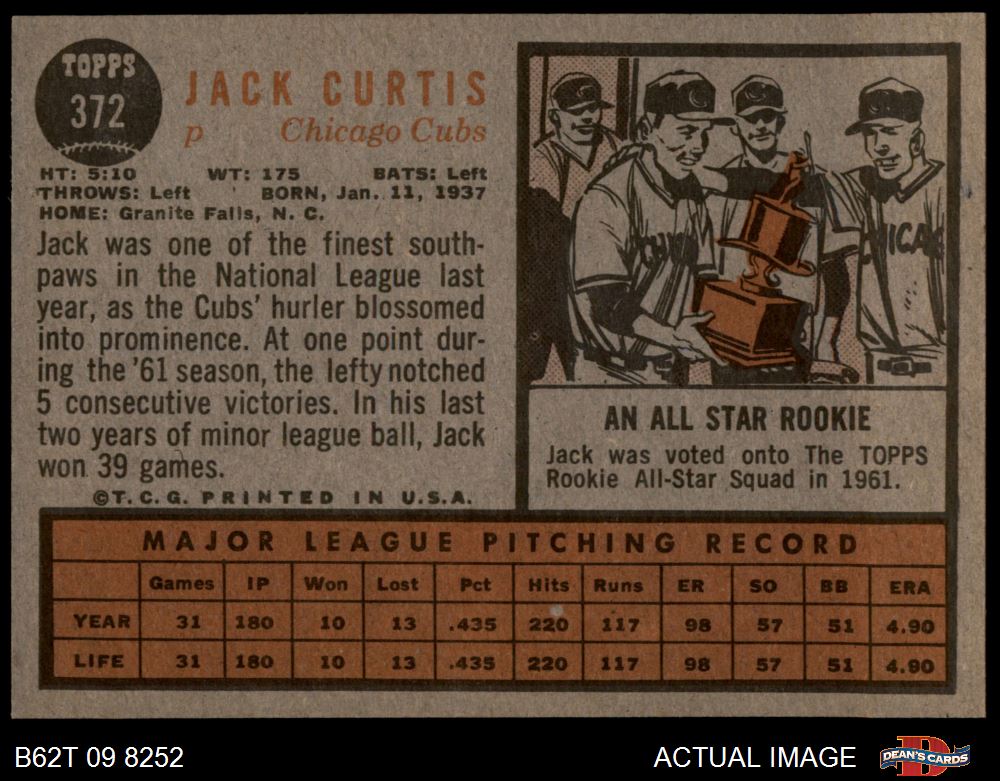 TOPPS
372
JACK CURTIS
p Chicago Cubs
HT: 5:10 WT: 175 BATS: Left
THROWS: Left BORN, Jan. 11, 1937
HOME: Granite Falls, N. C.
Jack was one of the finest south-
paws in the National League last
year, as the Cubs' hurler blossomed
into prominence. At one point dur-
ing the '61 season, the lefty notched
5 consecutive victories. In his last
two years of minor league ball, Jack
won 39 games.
©T.C.G. PRINTED IN U.S.A.
AN ALL STAR ROOKIE
Jack was voted onto The TOPPS
Rookie All-Star Squad in 1961.
MAJOR LEAGUE PITCHING RECORD
Games IP Won Lost Pct Hits Runs ER SO BB ERA
YEAR 31 180 10 13 .435 220 117 98 57 51 4.90
LIFE 31 180 10 13 .435 220 117 98 57 51 4.90
B62T 09 8252 ACTUAL IMAGE DEAN'S CARDS